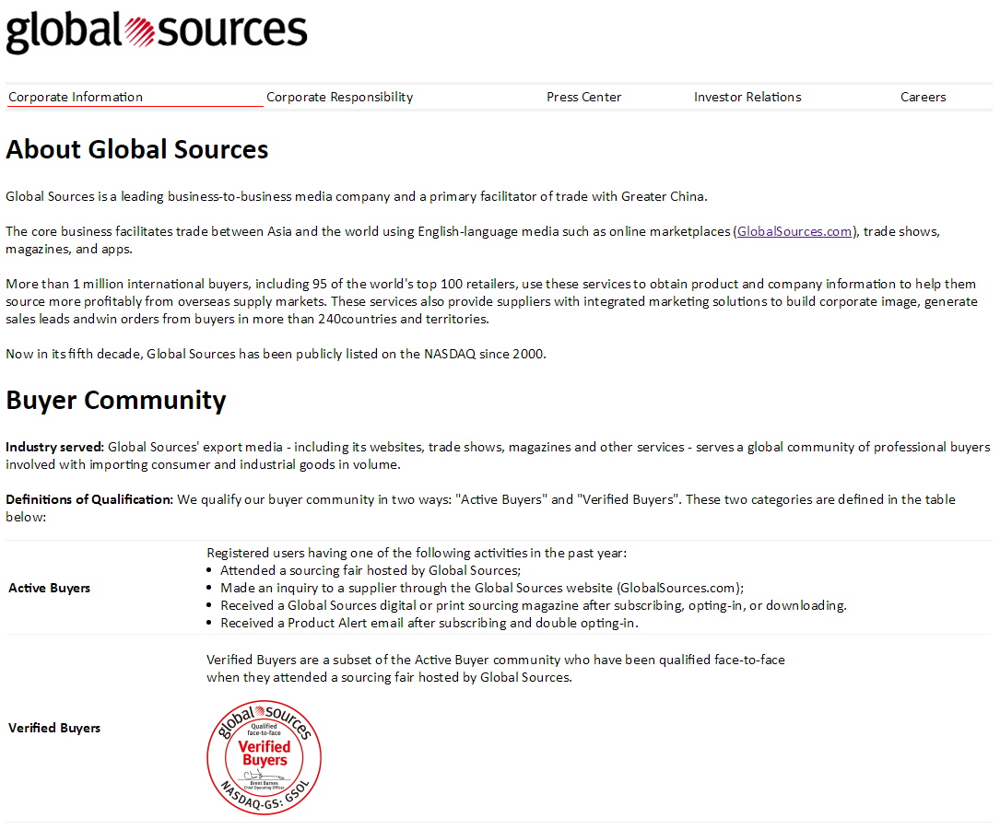 global sources
Corporate Information Corporate Responsibility Press Center Investor Relations Careers
About Global Sources
Global Sources is a leading business-to-business media company and a primary facilitator of trade with Greater China.
The core business facilitates trade between Asia and the world using English-language media such as online marketplaces (GlobalSources.com), trade shows,
magazines, and apps.
More than 1 million international buyers, including 95 of the world's top 100 retailers, use these services to obtain product and company information to help them
source more profitably from overseas supply markets. These services also provide suppliers with integrated marketing solutions to build corporate image, generate
sales leads andwin orders from buyers in more than 240countries and territories.
Now in its fifth decade, Global Sources has been publicly listed on the NASDAQ since 2000.
Buyer Community
Industry served: Global Sources' export media - including its websites, trade shows, magazines and other services - serves a global community of professional buyers
involved with importing consumer and industrial goods in volume.
Definitions of Qualification: We qualify our buyer community in two ways: "Active Buyers" and "Verified Buyers". These two categories are defined in the table
below:
Active Buyers
Registered users having one of the following activities in the past year:
• Attended a sourcing fair hosted by Global Sources;
• Made an inquiry to a supplier through the Global Sources website (GlobalSources.com);
• Received a Global Sources digital or print sourcing magazine after subscribing, opting-in, or downloading.
• Received a Product Alert email after subscribing and double opting-in.
Verified Buyers
Verified Buyers are a subset of the Active Buyer community who have been qualified face-to-face
when they attended a sourcing fair hosted by Global Sources.
global sources
Qualified
face-to-face
Verified
Buyers
Brent Barnes
Chief Operating Officer
NASDAQ-GS: GSOL